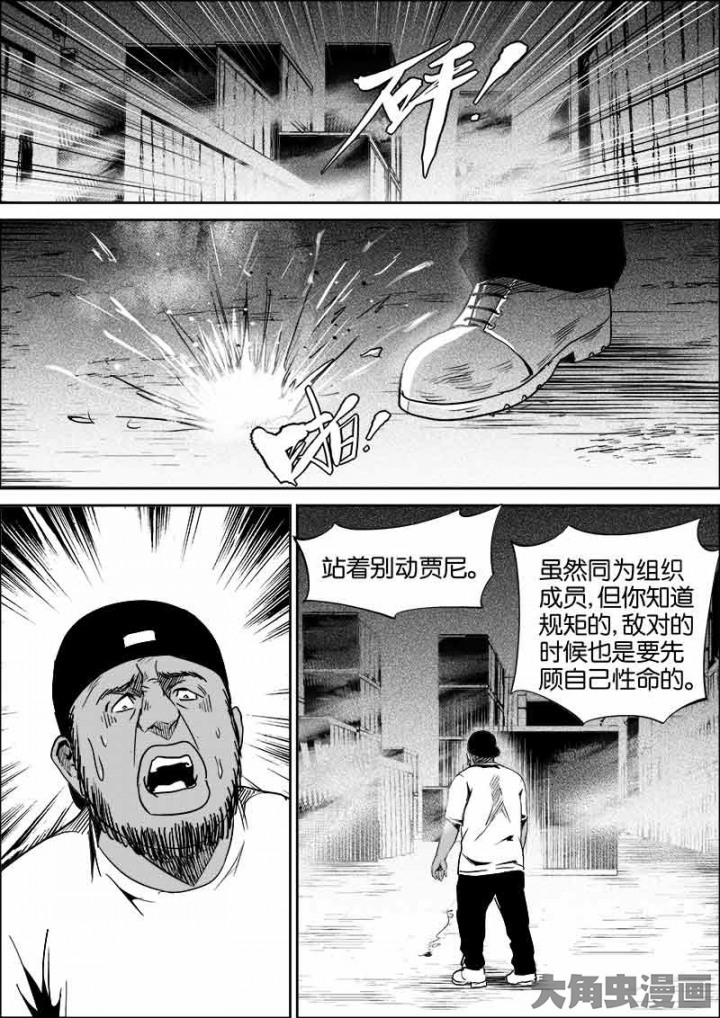 砰!
啪!
站着别动贾尼。
虽然同为组织
成员,但你知道
规矩的,敌对的
时候也是要先
顾自己性命的。
大角虫漫画